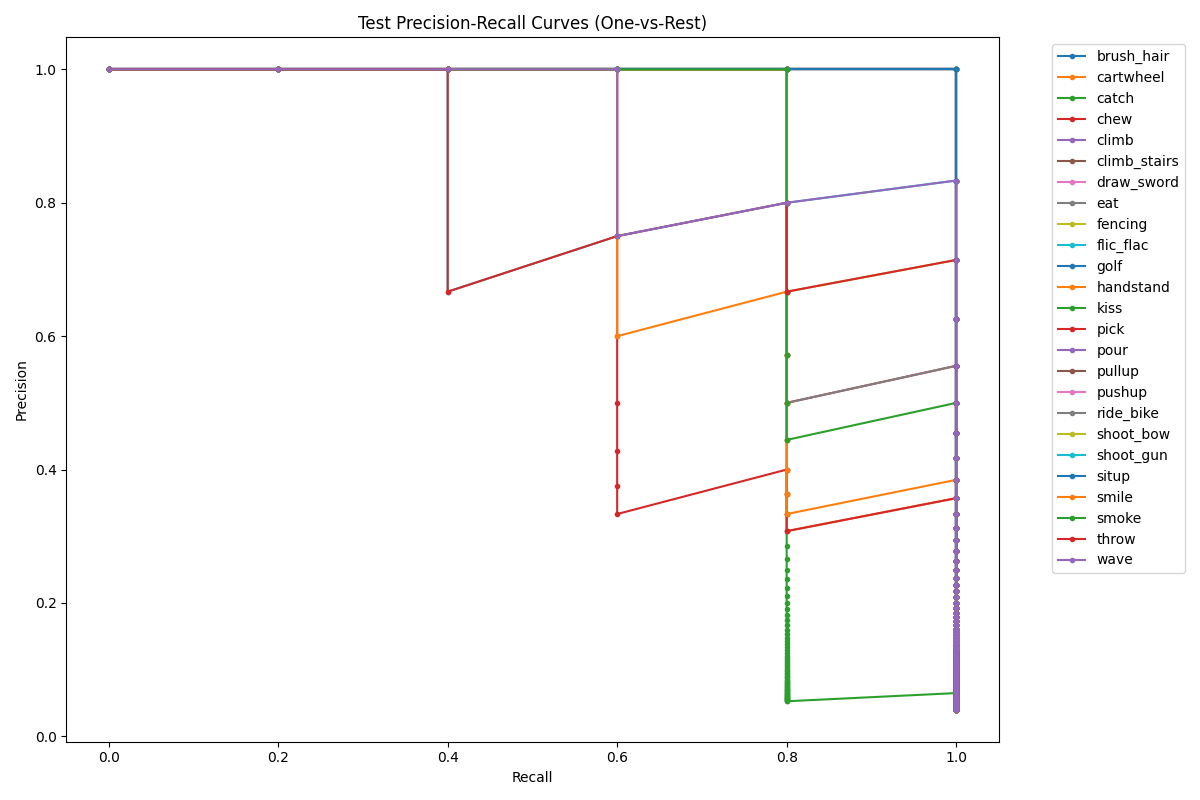 Test Precision-Recall Curves (One-vs-Rest)
1.0
0.8
0.6
0.4
0.2
0.0
Precision
0.0 0.2 0.4 0.6 0.8 1.0
Recall
brush_hair
cartwheel
catch
chew
climb
climb_stairs
draw_sword
eat
fencing
flic_flac
golf
handstand
kiss
pick
pour
pullup
pushup
ride_bike
shoot_bow
shoot_gun
situp
smile
smoke
throw
wave